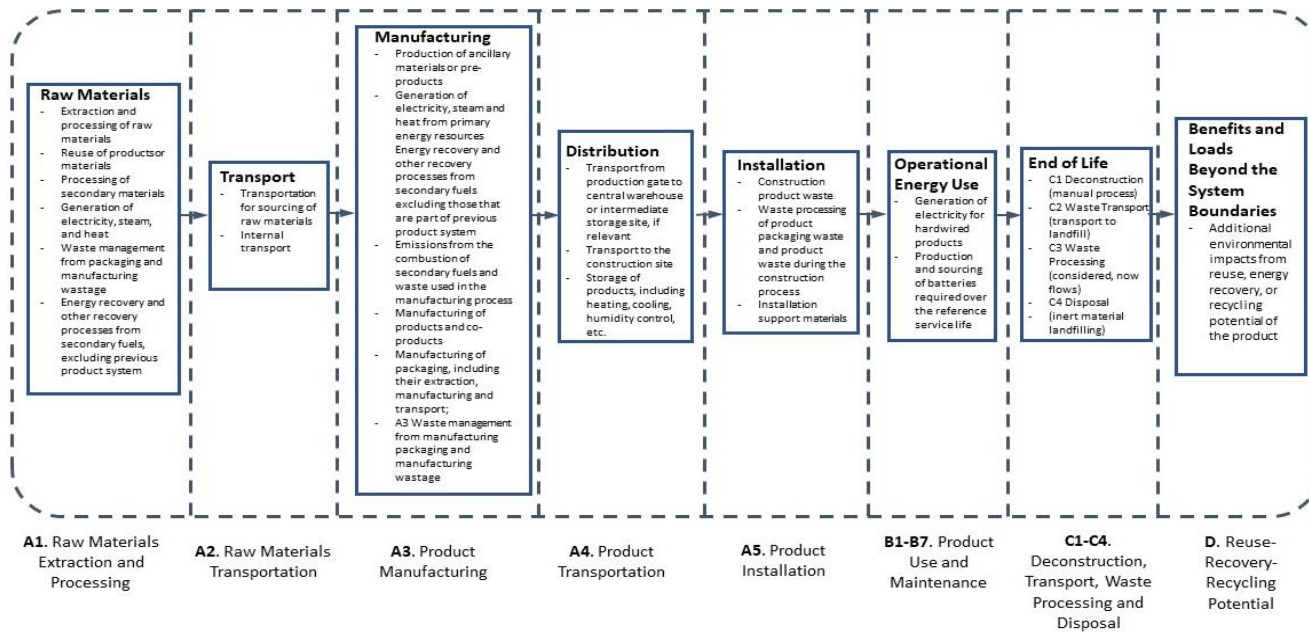 Raw Materials
- Extraction and
processing of raw
materials
- Reuse of productsor
materials
- Processing of
secondary materials
- Generation of
electricity, steam,
and heat
- Waste management
from packaging and
manufacturing
wastage
- Energy recovery and
other recovery
processes from
secondary fuels,
excluding previous
product system
Transport
- Transportation
for sourcing of
raw materials
- Internal
transport
Manufacturing
- Production of ancillary
materials or pre-
products
- Generation of
electricity, steam and
heat from primary
energy resources
Energy recovery and
other recovery
processes from
secondary fuels
excluding those that
are part of previous
product system
- Emissions from the
combustion of
secondary fuels and
waste used in the
manufacturing process
- Manufacturing of
products and co-
products
- Manufacturing of
packaging, including
their extraction,
manufacturing and
transport;
- A3 Waste management
from manufacturing
packaging and
manufacturing
wastage
Distribution
- Transport from
production gate to
central warehouse
or intermediate
storage site, if
relevant
- Transport to the
construction site
- Storage of
products, including
heating, cooling,
humidity control,
etc.
Installation
- Construction
product waste
- Waste processing
of product
packaging waste
and product
waste during the
construction
process
- Installation
support materials
Operational
Energy Use
- Generation of
electricity for
hardwired
products
- Production
and sourcing
of batteries
required over
the reference
service life
End of Life
- C1 Deconstruction
(manual process)
- C2 Waste Transport
- (transport to
landfill)
- C3 Waste
Processing
- (considered, now
flows)
- C4 Disposal
- (inert material
landfilling)
Benefits and
Loads
Beyond the
System
Boundaries
- Additional
environmental
impacts from
reuse, energy
recovery, or
recycling
potential of
the product
A1. Raw Materials
Extraction and
Processing
A2. Raw Materials
Transportation
A3. Product
Manufacturing
A4. Product
Transportation
A5. Product
Installation
B1-B7. Product
Use and
Maintenance
C1-C4.
Deconstruction,
Transport, Waste
Processing and
Disposal
D. Reuse-
Recovery-
Recycling
Potential